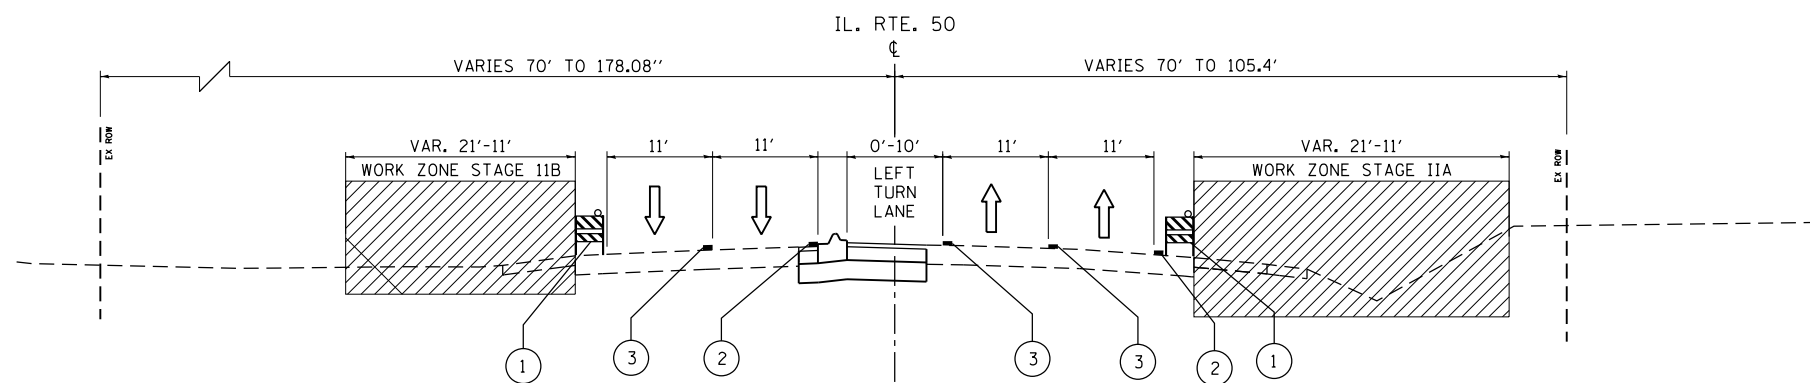 IL. RTE. 50
℄
VARIES 70' TO 178.08''
VARIES 70' TO 105.4'
EX ROW
EX ROW
VAR. 21'-11'
11'
11'
0'-10'
11'
11'
VAR. 21'-11'
WORK ZONE STAGE 11B
LEFT
TURN
LANE
WORK ZONE STAGE IIA
1
3
2
3
3
2
1